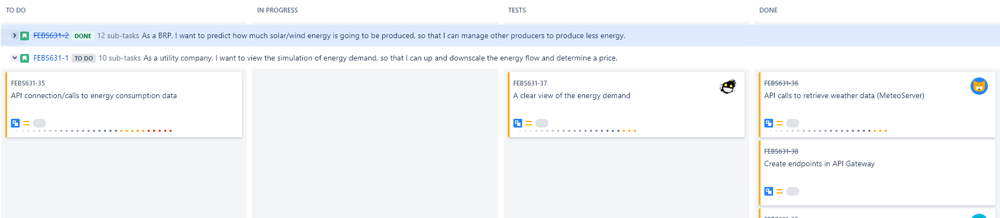 TO DO
IN PROGRESS
TESTS
DONE
FEBS631-2 DONE 12 sub-tasks As a BRP, I want to predict how much solar/wind energy is going to be produced, so that I can manage other producers to produce less energy.
FEBS631-1 TO DO 10 sub-tasks As a utility company, I want to view the simulation of energy demand, so that I can up and downscale the energy flow and determine a price.
FEBS631-35
API connection/calls to energy consumption data
FEBS631-37
A clear view of the energy demand
FEBS631-36
API calls to retrieve weather data (MeteoServer)
FEBS631-38
Create endpoints in API Gateway